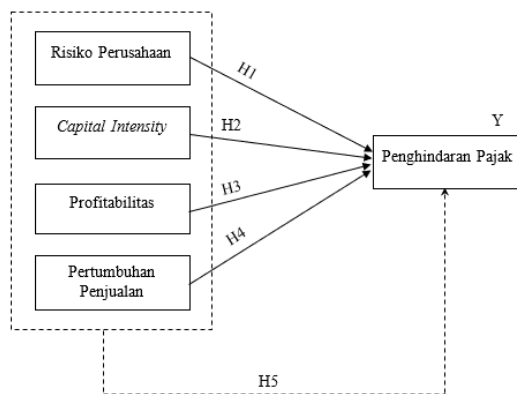 Risiko Perusahaan
H1
Capital Intensity
H2
Y
Penghindaran Pajak
Profitabilitas
H3
H4
Pertumbuhan
Penjualan
H5